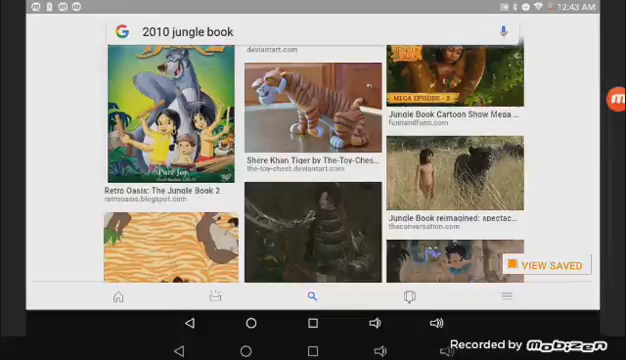 12:43 AM
2010 jungle book
deviantart.com
MEGA EPISODE - 2
Jungle Book Cartoon Show Mega ...
funnandfunn.com
Pure Joy.
Shere Khan Tiger by The-Toy-Ches...
the-toy-chest.deviantart.com
Retro Oasis: The Jungle Book 2
retrooasis.blogspot.com
Jungle Book reimagined: spectac...
theconversation.com
VIEW SAVED
Recorded by Mobizen